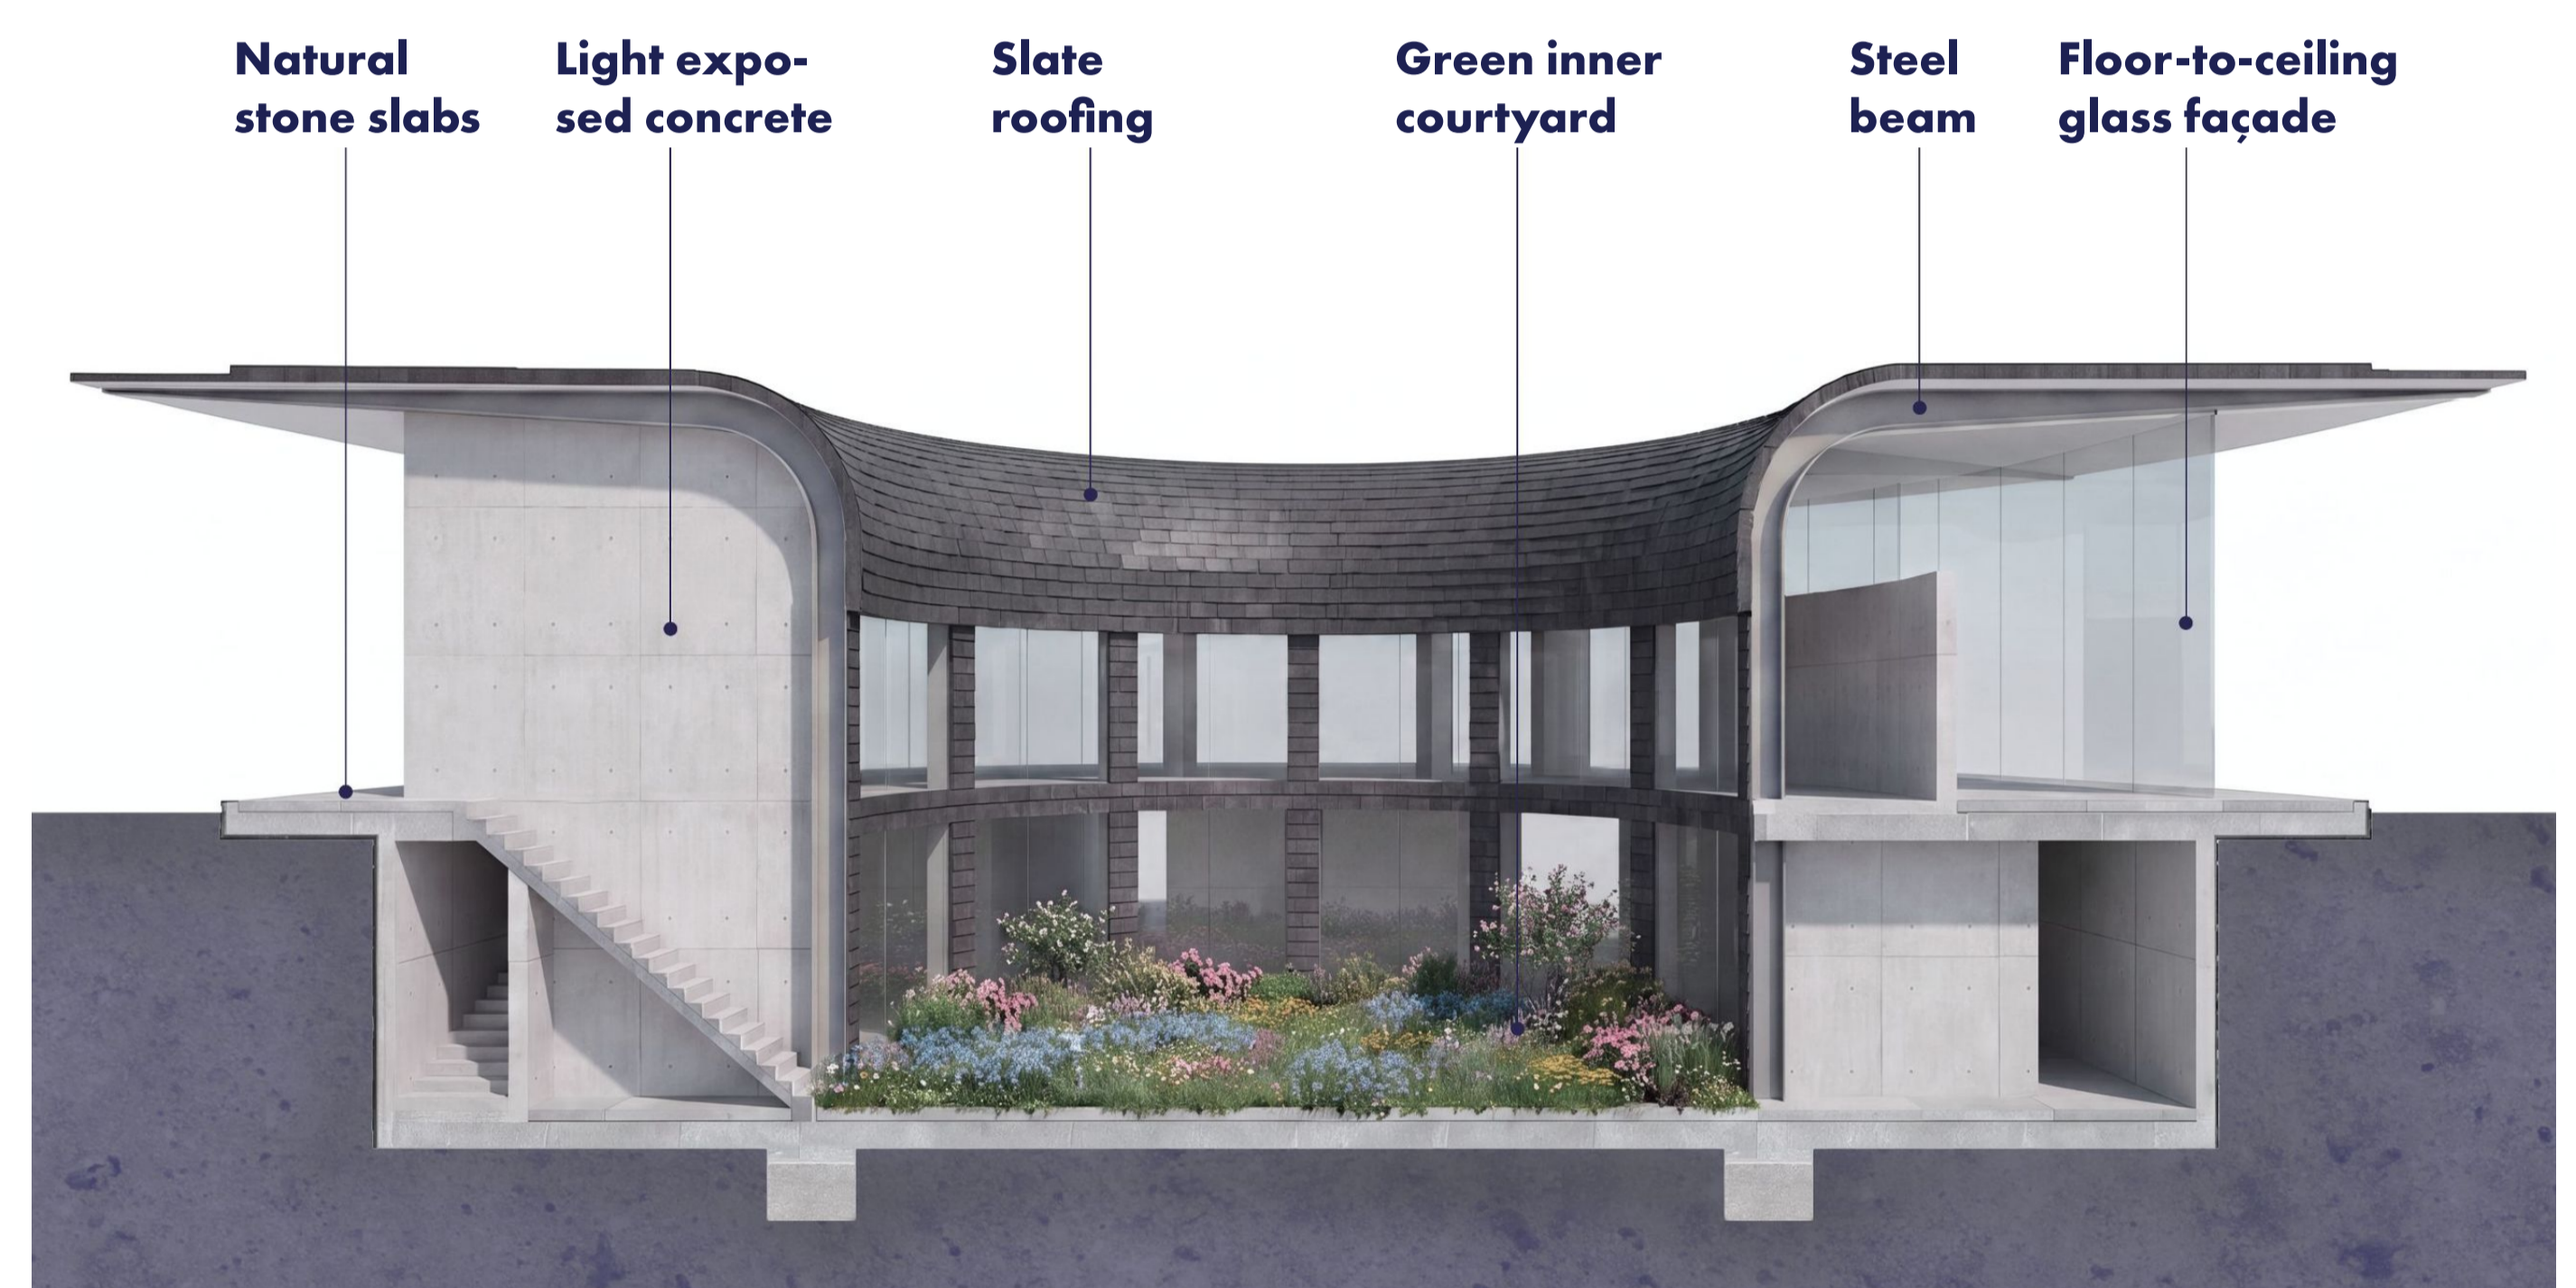 Natural
stone slabs
Light expo-
sed concrete
Slate
roofing
Green inner
courtyard
Steel
beam
Floor-to-ceiling
glass façade